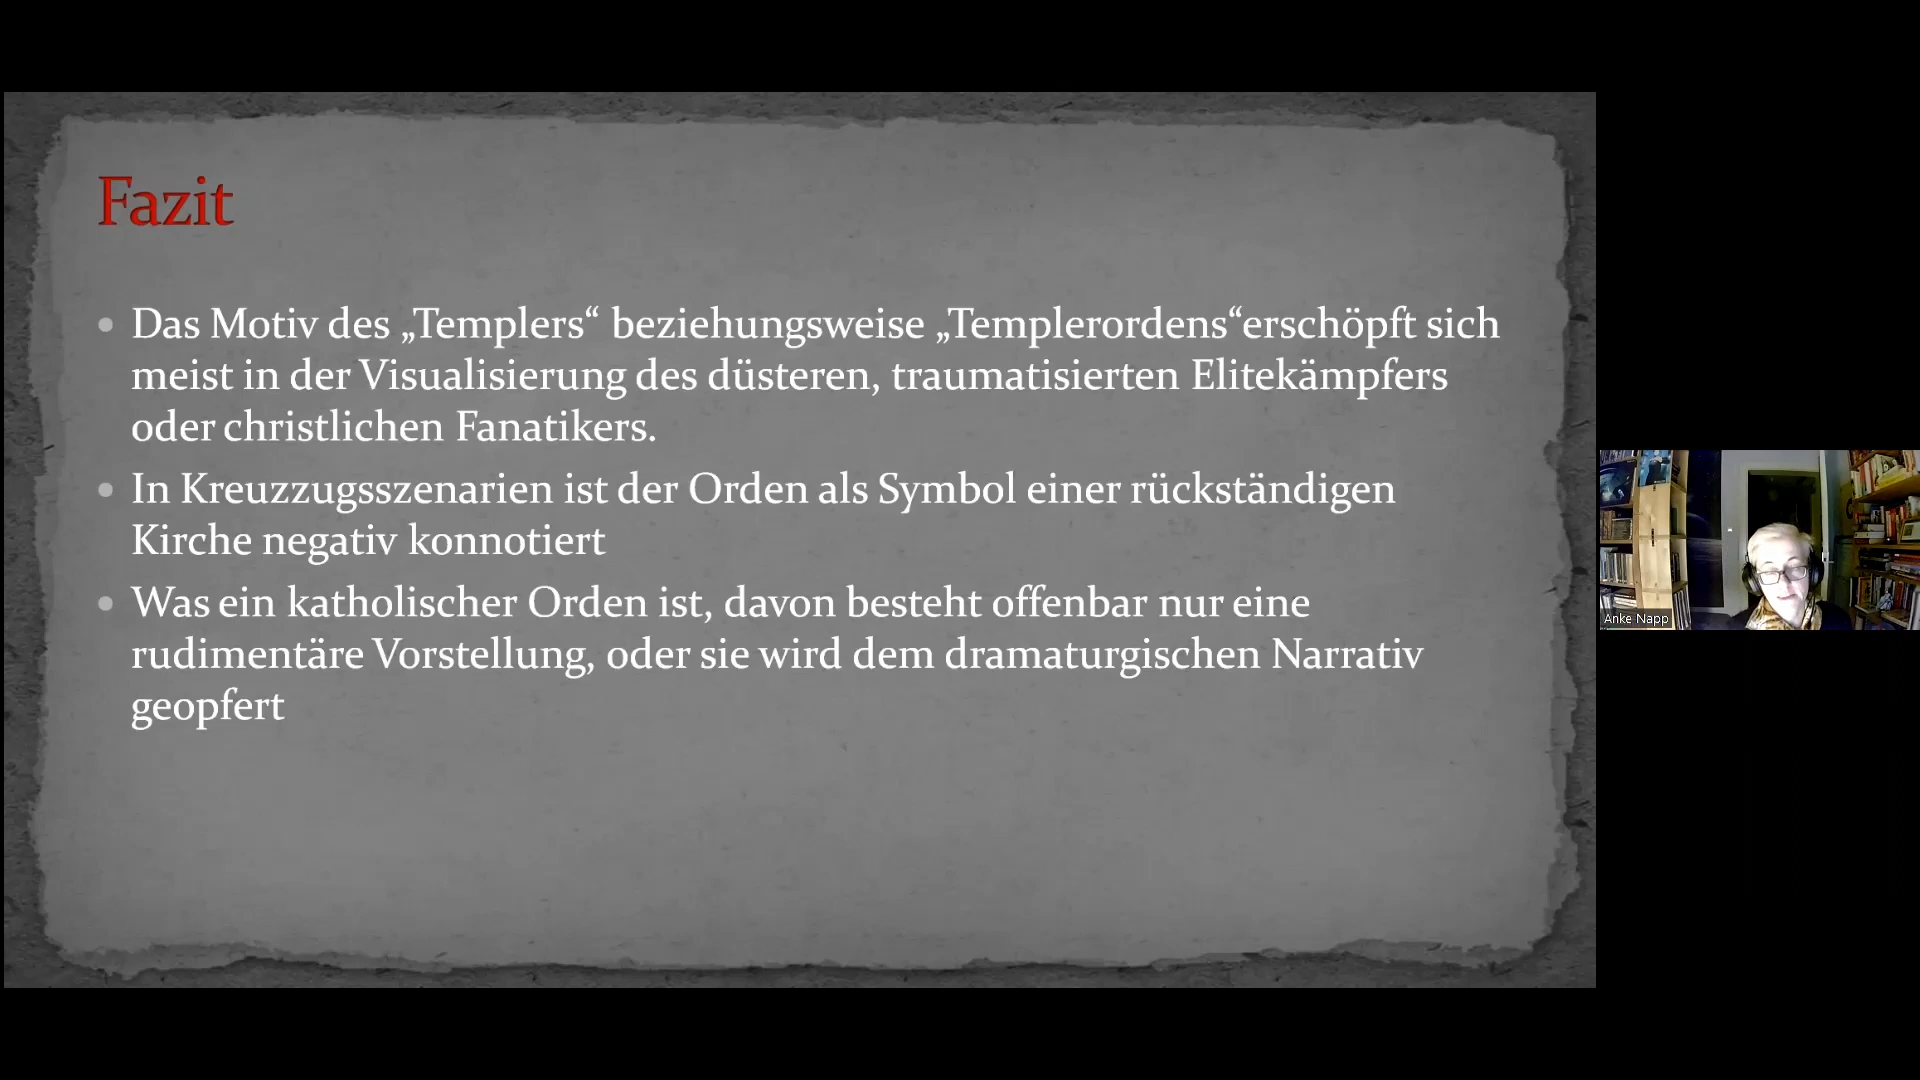 Fazit
Das Motiv des „Templers“ beziehungsweise „Templerordens“erschöpft sich
meist in der Visualisierung des düsteren, traumatisierten Elitekämpfers
oder christlichen Fanatikers.
In Kreuzzugsszenarien ist der Orden als Symbol einer rückständigen
Kirche negativ konnotiert
Was ein katholischer Orden ist, davon besteht offenbar nur eine
rudimentäre Vorstellung, oder sie wird dem dramaturgischen Narrativ
geopfert
Anke Napp